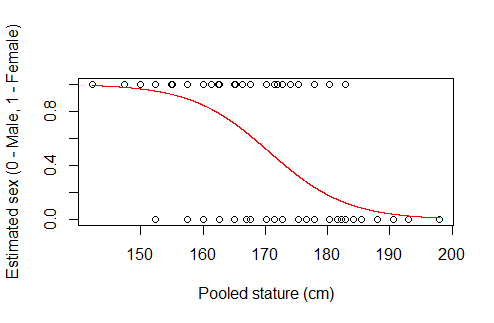 Estimated sex (0 - Male, 1 - Female)
0.8
0.4
0.0
150 160 170 180 190 200
Pooled stature (cm)